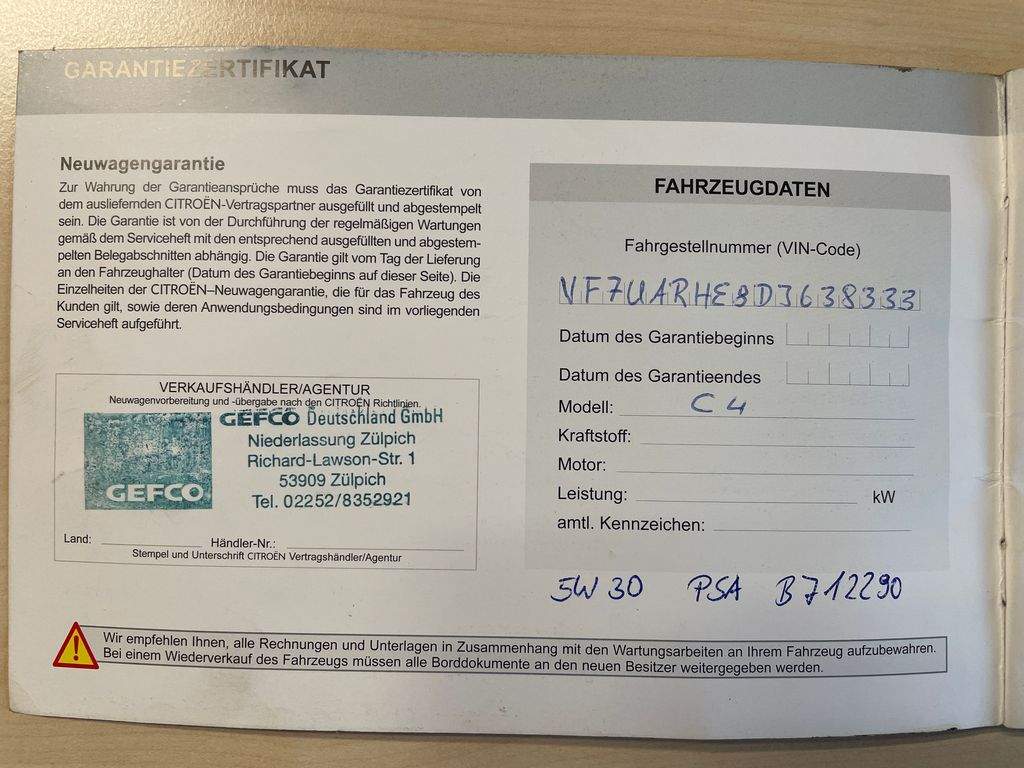 GARANTIEZERTIFIKAT
Neuwagengarantie
Zur Wahrung der Garantieansprüche muss das Garantiezertifikat von
dem ausliefernden CITROËN-Vertragspartner ausgefüllt und abgestempelt
sein. Die Garantie ist von der Durchführung der regelmäßigen Wartungen
gemäß dem Serviceheft mit den entsprechend ausgefüllten und abgestem-
pelten Belegabschnitten abhängig. Die Garantie gilt vom Tag der Lieferung
an den Fahrzeughalter (Datum des Garantiebeginns auf dieser Seite). Die
Einzelheiten der CITROËN–Neuwagengarantie, die für das Fahrzeug des
Kunden gilt, sowie deren Anwendungsbedingungen sind im vorliegenden
Serviceheft aufgeführt.
VERKAUFSHÄNDLER/AGENTUR
Neuwagenvorbereitung und -übergabe nach den CITROËN Richtlinien.
GEFCO
GEFCO Deutschland GmbH
Niederlassung Zülpich
Richard-Lawson-Str. 1
53909 Zülpich
Tel. 02252/8352921
Land:
Händler-Nr.:
Stempel und Unterschrift CITROËN Vertragshändler/Agentur
FAHRZEUGDATEN
Fahrgestellnummer (VIN-Code)
VF7UARHE8DJ638333
Datum des Garantiebeginns
Datum des Garantieendes
Modell: C4
Kraftstoff:
Motor:
Leistung: kW
amtl. Kennzeichen:
5W30 PSA B712290
Wir empfehlen Ihnen, alle Rechnungen und Unterlagen in Zusammenhang mit den Wartungsarbeiten an Ihrem Fahrzeug aufzubewahren.
Bei einem Wiederverkauf des Fahrzeugs müssen alle Borddokumente an den neuen Besitzer weitergegeben werden.